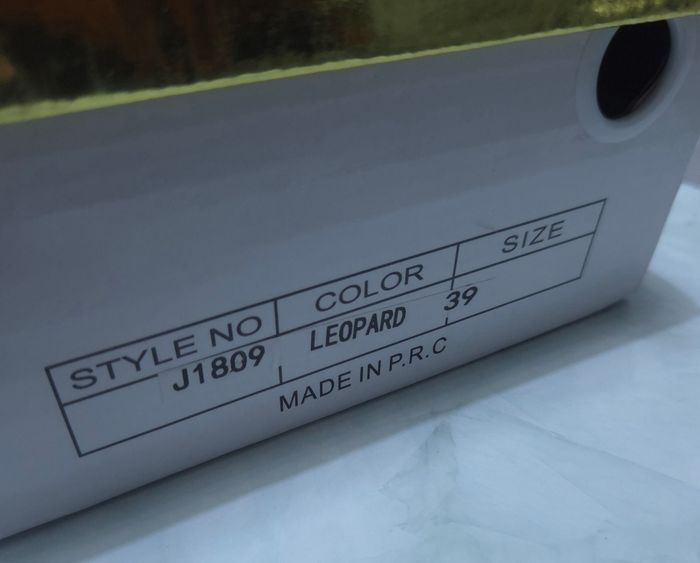 STYLE NO COLOR SIZE
J1809 LEOPARD 39
MADE IN P.R.C